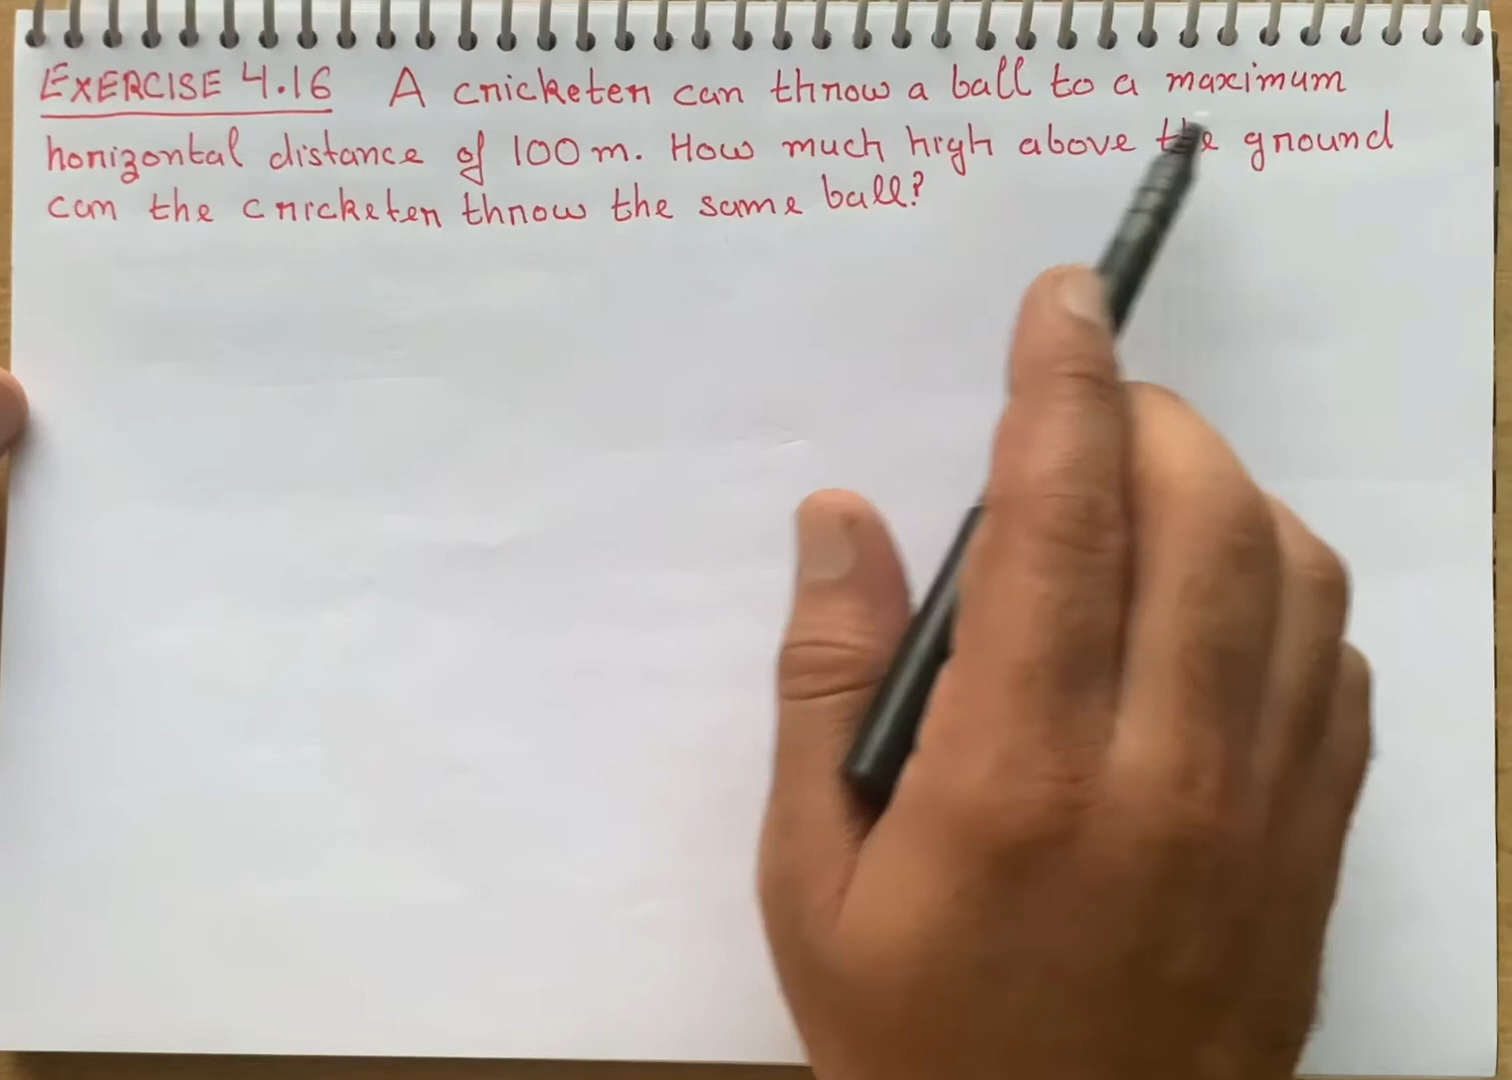 EXERCISE 4.16 A cricketer can throw a ball to a maximum
horizontal distance of 100 m. How much high above the ground
can the cricketer throw the same ball?